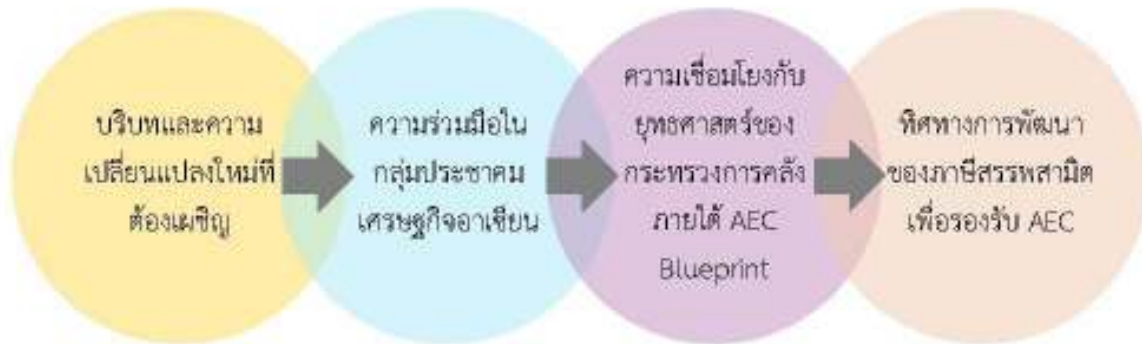 บริบทและความ
เปลี่ยนแปลงใหม่ที่
ต้องเผชิญ
ความร่วมมือใน
กลุ่มประชาคม
เศรษฐกิจอาเซียน
ความเชื่อมโยงกับ
ยุทธศาสตร์ของ
กระทรวงการคลัง
ภายใต้ AEC
Blueprint
ทิศทางการพัฒนา
ของภาษีสรรพสามิต
เพื่อรองรับ AEC